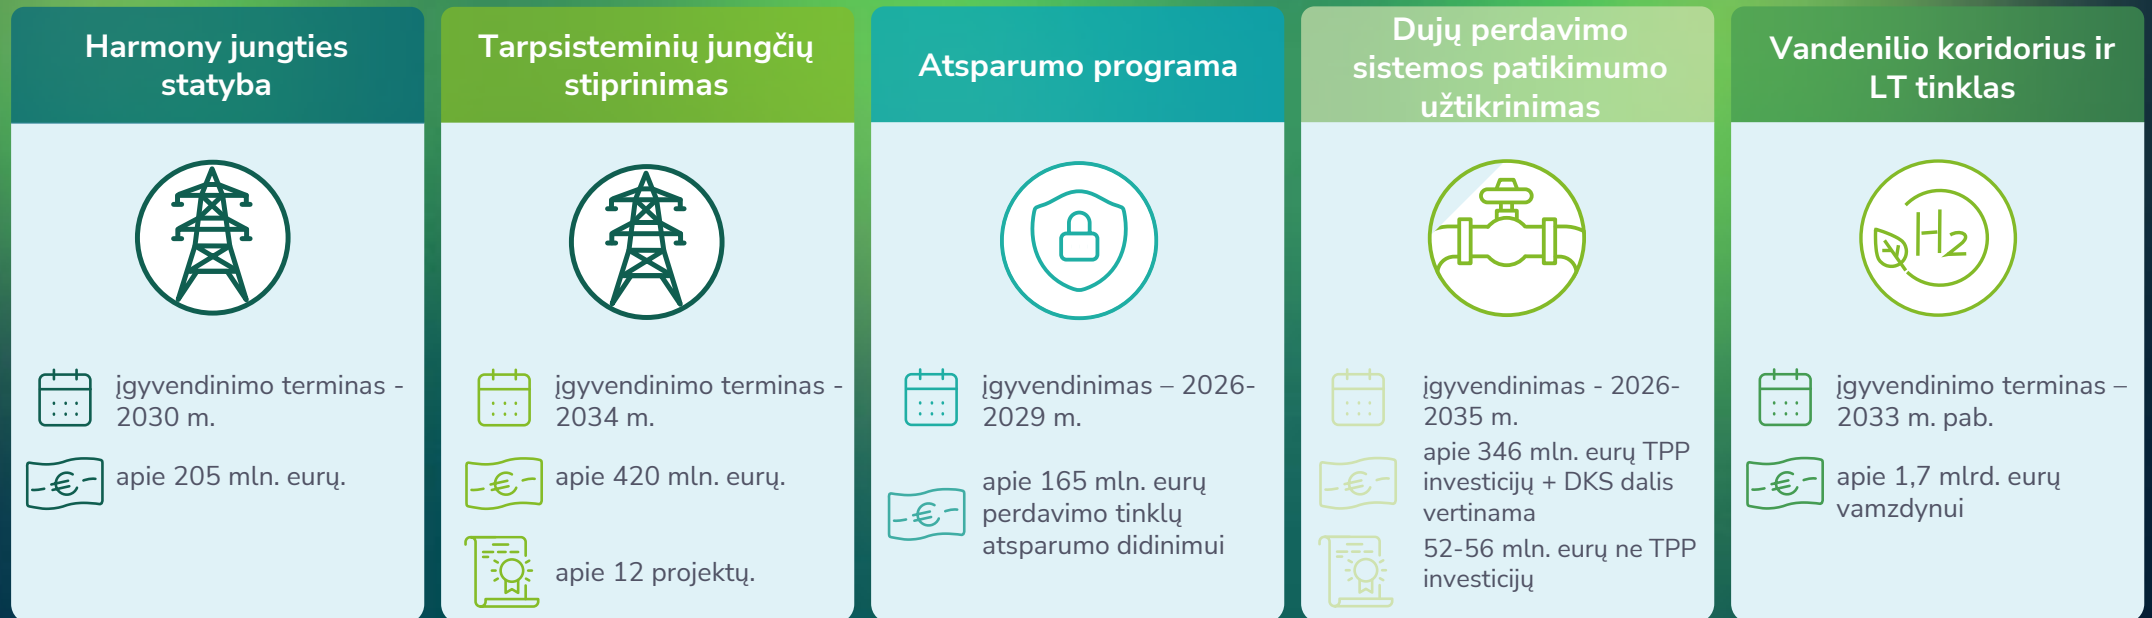 Harmony jungties
statyba
įgyvendinimo terminas -
2030 m.
apie 205 mln. eurų.
Tarpsisteminių jungčių
stiprinimas
įgyvendinimo terminas -
2034 m.
apie 420 mln. eurų.
apie 12 projektų.
Atsparumo programa
įgyvendinimas – 2026-
2029 m.
apie 165 mln. eurų
perdavimo tinklų
atsparumo didinimui
Dujų perdavimo
sistemos patikimumo
užtikrinimas
įgyvendinimas - 2026-
2035 m.
apie 346 mln. eurų TPP
investicijų + DKS dalis
vertinama
52-56 mln. eurų ne TPP
investicijų
Vandenilio koridorius ir
LT tinklas
H2
įgyvendinimo terminas –
2033 m. pab.
apie 1,7 mlrd. eurų
vamzdynui